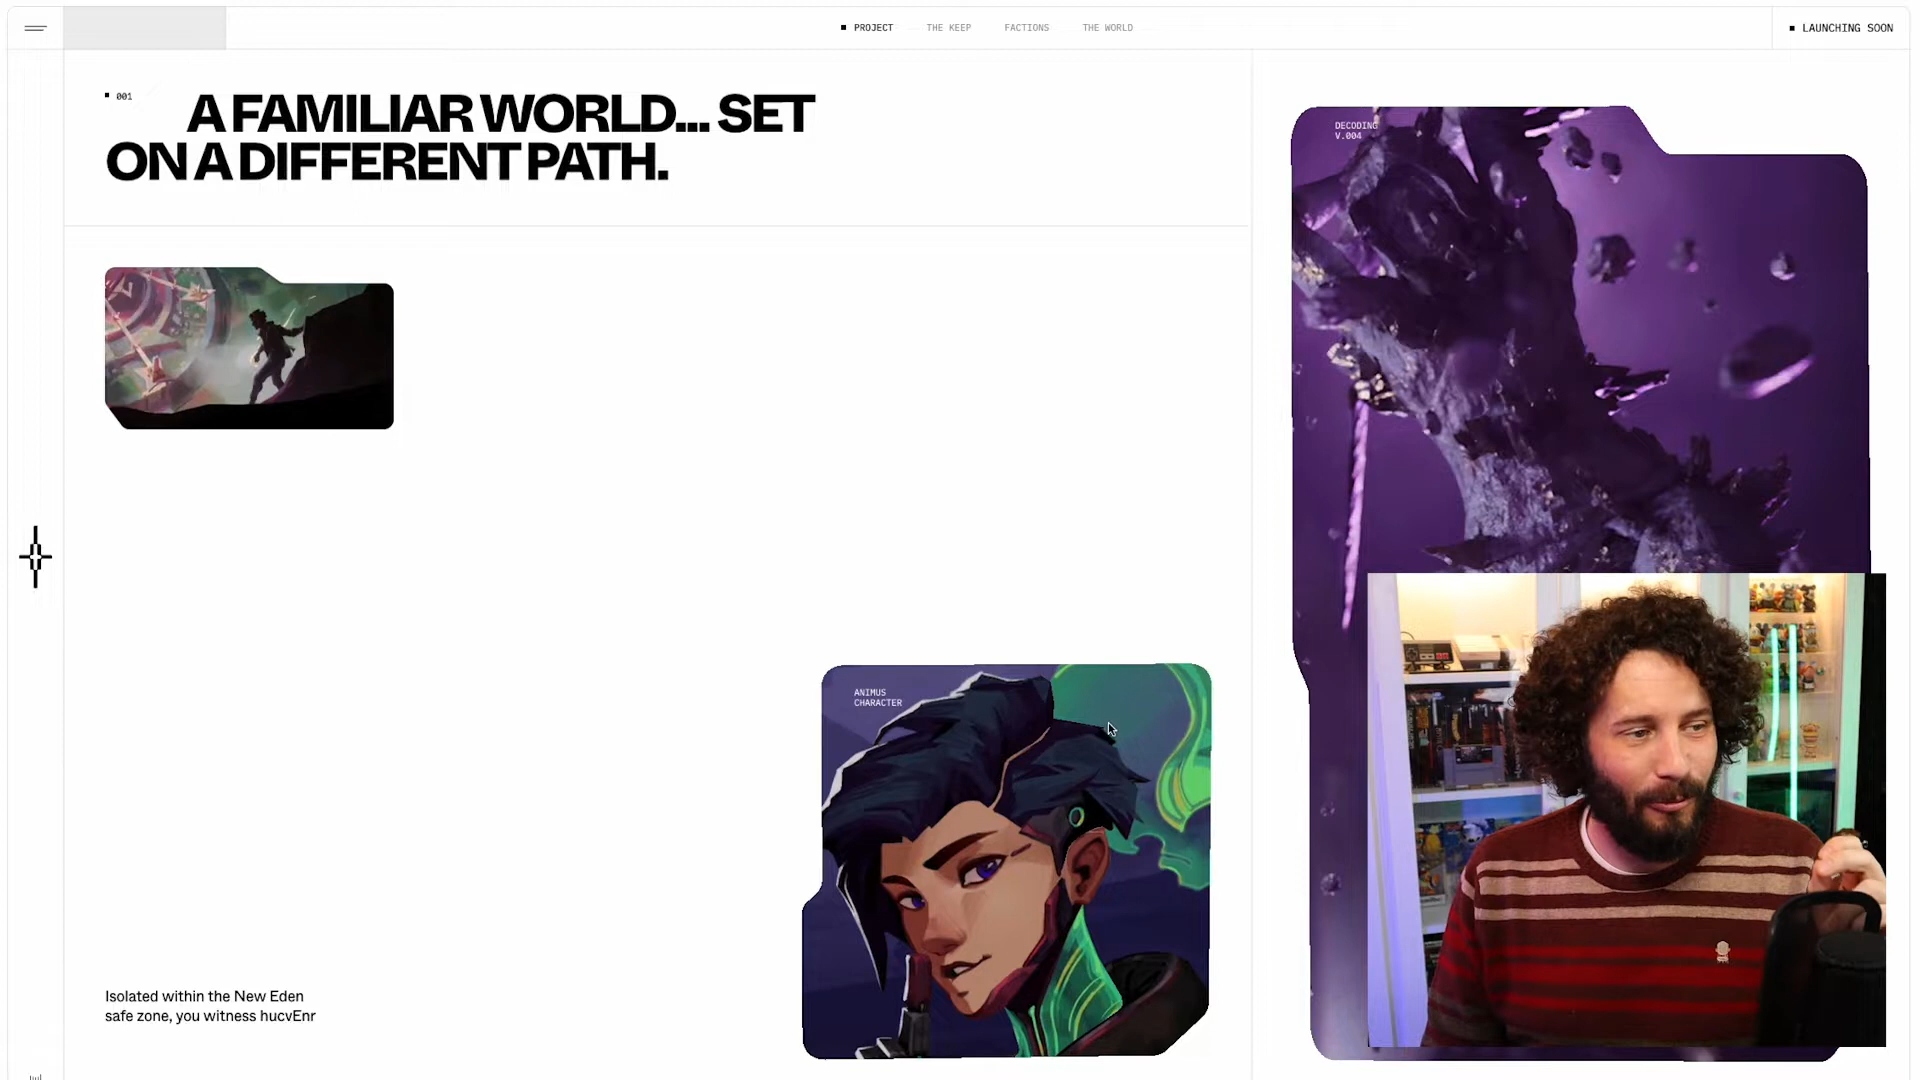 PROJECT
THE KEEP
FACTIONS
THE WORLD
LAUNCHING SOON
001
A FAMILIAR WORLD... SET
ON A DIFFERENT PATH.
DECODING
V.004
ANIMUS
CHARACTER
Isolated within the New Eden
safe zone, you witness hucvEnr